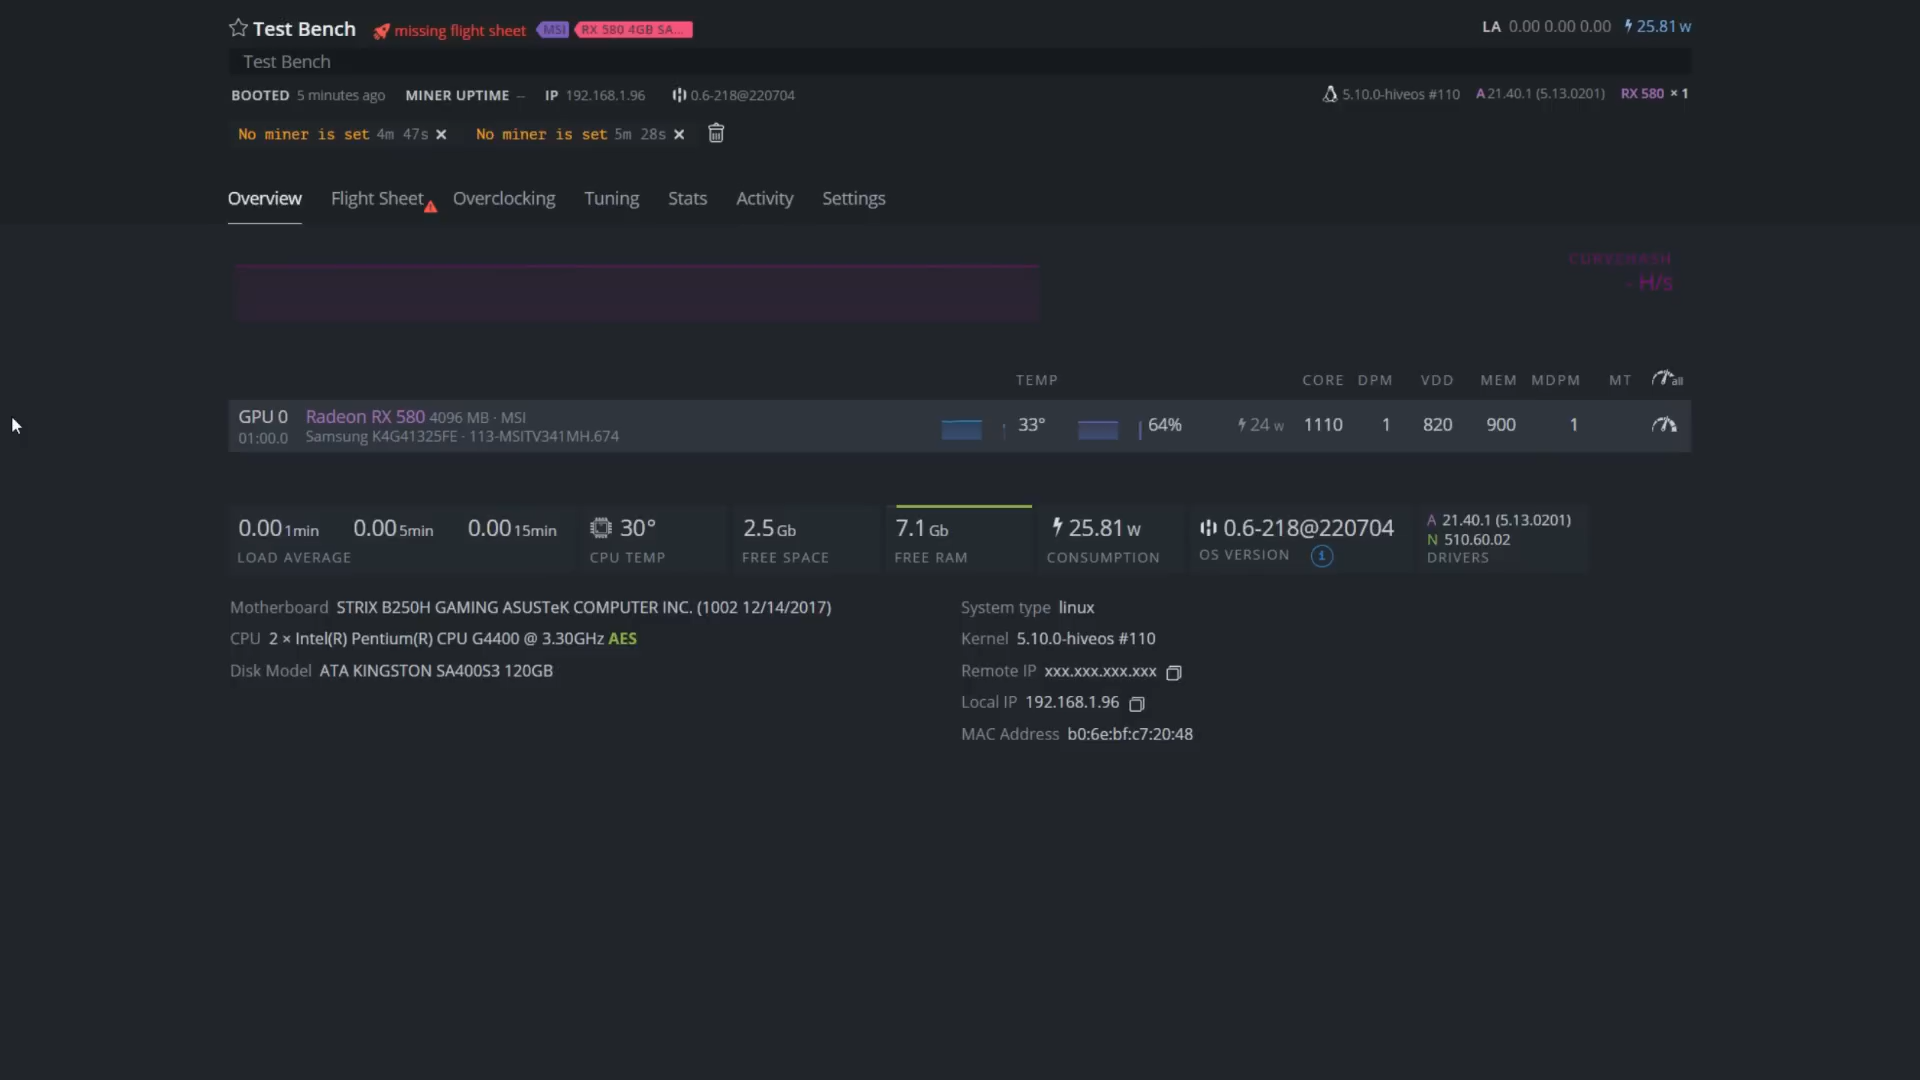 Test Bench missing flight sheet MSI RX 580 4GB SA...
LA 0.00 0.00 0.00 25.81 w
Test Bench
BOOTED 5 minutes ago MINER UPTIME -- IP 192.168.1.96 0.6-218@220704
5.10.0-hiveos #110 A 21.40.1 (5.13.0201) RX 580 × 1
No miner is set 4m 47s × No miner is set 5m 28s ×
Overview Flight Sheet Overclocking Tuning Stats Activity Settings
CURVEHASH
- H/s
TEMP CORE DPM VDD MEM MDPM MT all
GPU 0 Radeon RX 580 4096 MB · MSI
01:00.0 Samsung K4G41325FE · 113-MSITV341MH.674
33° 64% 24 w 1110 1 820 900 1
0.00 1min 0.00 5min 0.00 15min
LOAD AVERAGE
30°
CPU TEMP
2.5 Gb
FREE SPACE
7.1 Gb
FREE RAM
25.81 W
CONSUMPTION
0.6-218@220704
OS VERSION i
A 21.40.1 (5.13.0201)
N 510.60.02
DRIVERS
Motherboard STRIX B250H GAMING ASUSTeK COMPUTER INC. (1002 12/14/2017)
CPU 2 × Intel(R) Pentium(R) CPU G4400 @ 3.30GHz AES
Disk Model ATA KINGSTON SA400S3 120GB
System type linux
Kernel 5.10.0-hiveos #110
Remote IP xxx.xxx.xxx.xxx
Local IP 192.168.1.96
MAC Address b0:6e:bf:c7:20:48